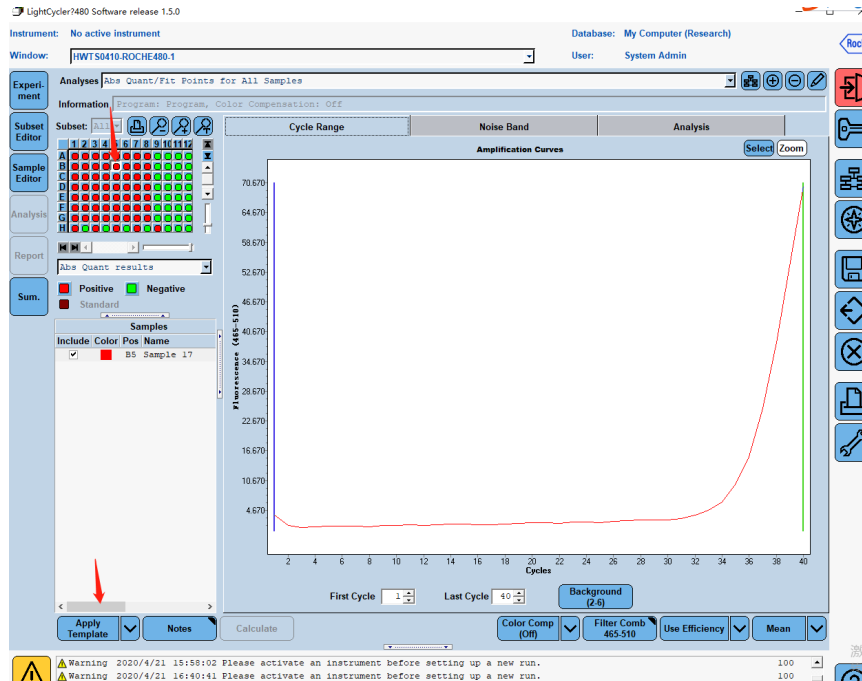 LightCycler?480 Software release 1.5.0
Instrument: No active instrument Database: My Computer (Research)
Window: HWTS0410-ROCHE480-1 User: System Admin
Roc
Experi-
ment
Analyses Abs Quant/Fit Points for All Samples
Information Program: Program, Color Compensation: Off
Subset
Editor
Subset: All
Cycle Range Noise Band Analysis
1 2 3 4 5 6 7 8 9 10 11 12
Amplification Curves Select Zoom
A
B
C
D
E
F
G
H
Sample
Editor
Analysis
Report
Sum.
Abs Quant results
Positive Negative
Standard
Samples
Include Color Pos Name
B5 Sample 17
Fluorescence (465-510)
70.670
64.670
58.670
52.670
46.670
40.670
34.670
28.670
22.670
16.670
10.670
4.670
2 4 6 8 10 12 14 16 18 20 22 24 26 28 30 32 34 36 38 40
Cycles
First Cycle 1 Last Cycle 40 Background
(2-6)
Apply
Template
Notes Calculate
Color Comp
(Off)
Filter Comb
465-510
Use Efficiency Mean
Warning 2020/4/21 15:58:02 Please activate an instrument before setting up a new run. 100
Warning 2020/4/21 16:40:41 Please activate an instrument before setting up a new run. 100
激